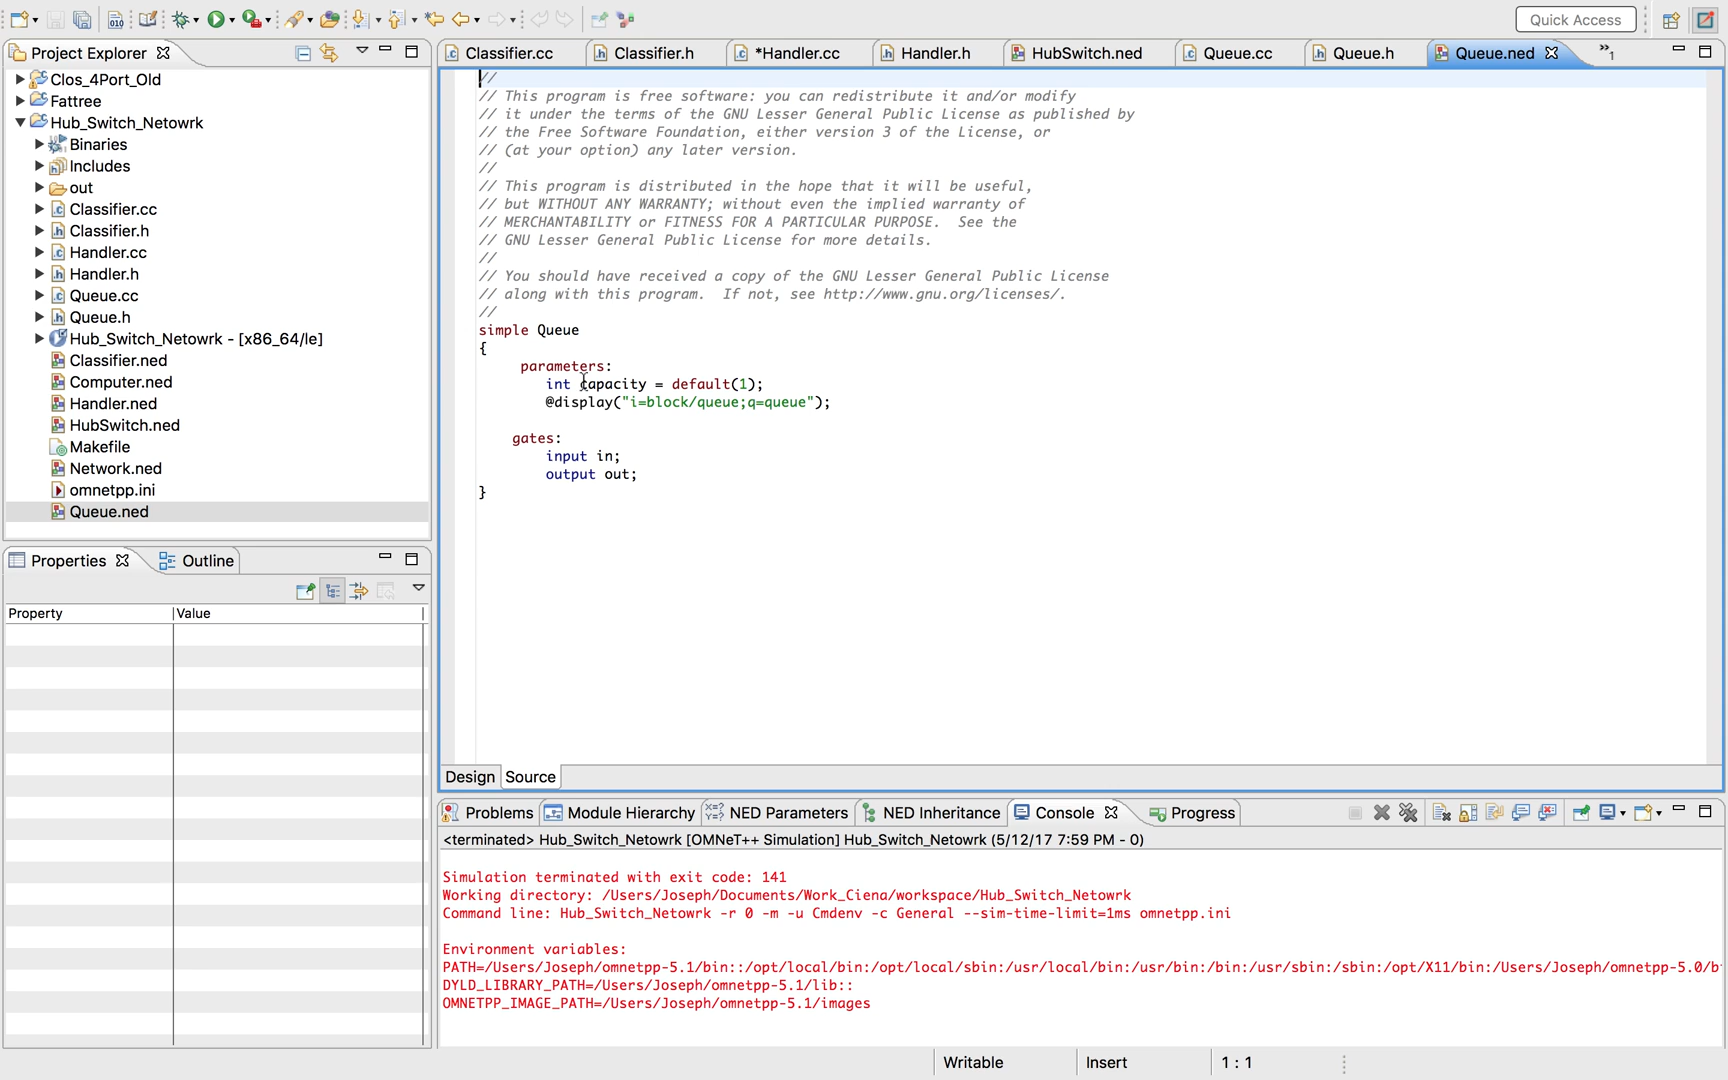 Quick Access
Project Explorer
Clos_4Port_Old
Fattree
Hub_Switch_Netowrk
Binaries
Includes
out
Classifier.cc
Classifier.h
Handler.cc
Handler.h
Queue.cc
Queue.h
Hub_Switch_Netowrk - [x86_64/le]
Classifier.ned
Computer.ned
Handler.ned
HubSwitch.ned
Makefile
Network.ned
omnetpp.ini
Queue.ned
Properties
Outline
Property Value
Classifier.cc Classifier.h *Handler.cc Handler.h HubSwitch.ned Queue.cc Queue.h Queue.ned »1
//
// This program is free software: you can redistribute it and/or modify
// it under the terms of the GNU Lesser General Public License as published by
// the Free Software Foundation, either version 3 of the License, or
// (at your option) any later version.
//
// This program is distributed in the hope that it will be useful,
// but WITHOUT ANY WARRANTY; without even the implied warranty of
// MERCHANTABILITY or FITNESS FOR A PARTICULAR PURPOSE.  See the
// GNU Lesser General Public License for more details.
//
// You should have received a copy of the GNU Lesser General Public License
// along with this program.  If not, see http://www.gnu.org/licenses/.
//
simple Queue
{
parameters:
int capacity = default(1);
@display("i=block/queue;q=queue");
gates:
input in;
output out;
}
Design Source
Problems Module Hierarchy NED Parameters NED Inheritance Console Progress
<terminated> Hub_Switch_Netowrk [OMNeT++ Simulation] Hub_Switch_Netowrk (5/12/17 7:59 PM - 0)
Simulation terminated with exit code: 141
Working directory: /Users/Joseph/Documents/Work_Ciena/workspace/Hub_Switch_Netowrk
Command line: Hub_Switch_Netowrk -r 0 -m -u Cmdenv -c General --sim-time-limit=1ms omnetpp.ini
Environment variables:
PATH=/Users/Joseph/omnetpp-5.1/bin::/opt/local/bin:/opt/local/sbin:/usr/local/bin:/usr/bin:/bin:/usr/sbin:/sbin:/opt/X11/bin:/Users/Joseph/omnetpp-5.0/b
DYLD_LIBRARY_PATH=/Users/Joseph/omnetpp-5.1/lib::
OMNETPP_IMAGE_PATH=/Users/Joseph/omnetpp-5.1/images
Writable Insert 1 : 1